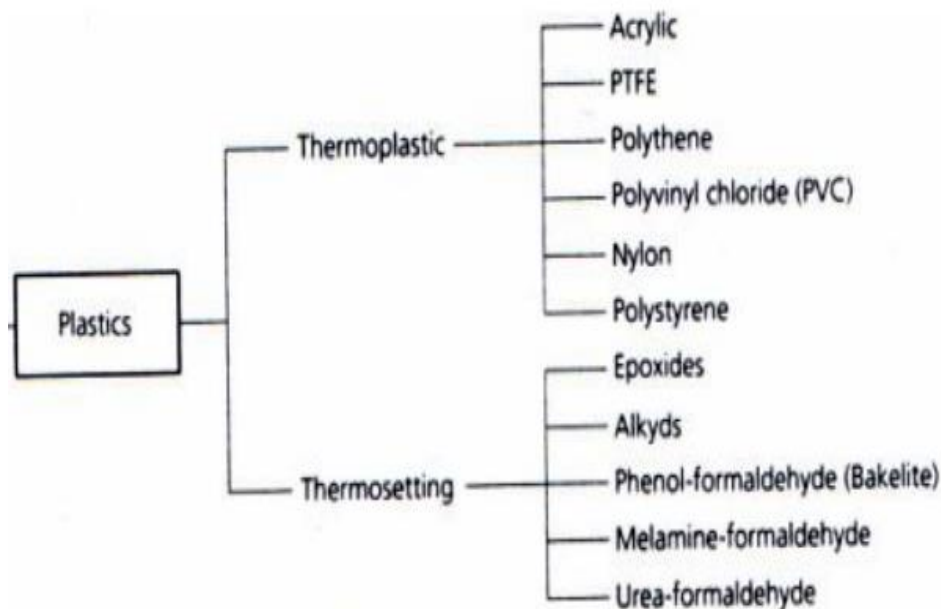 Acrylic
PTFE
Polythene
Thermoplastic
Polyvinyl chloride (PVC)
Nylon
Polystyrene
Plastics
Epoxides
Alkyds
Thermosetting
Phenol-formaldehyde (Bakelite)
Melamine-formaldehyde
Urea-formaldehyde